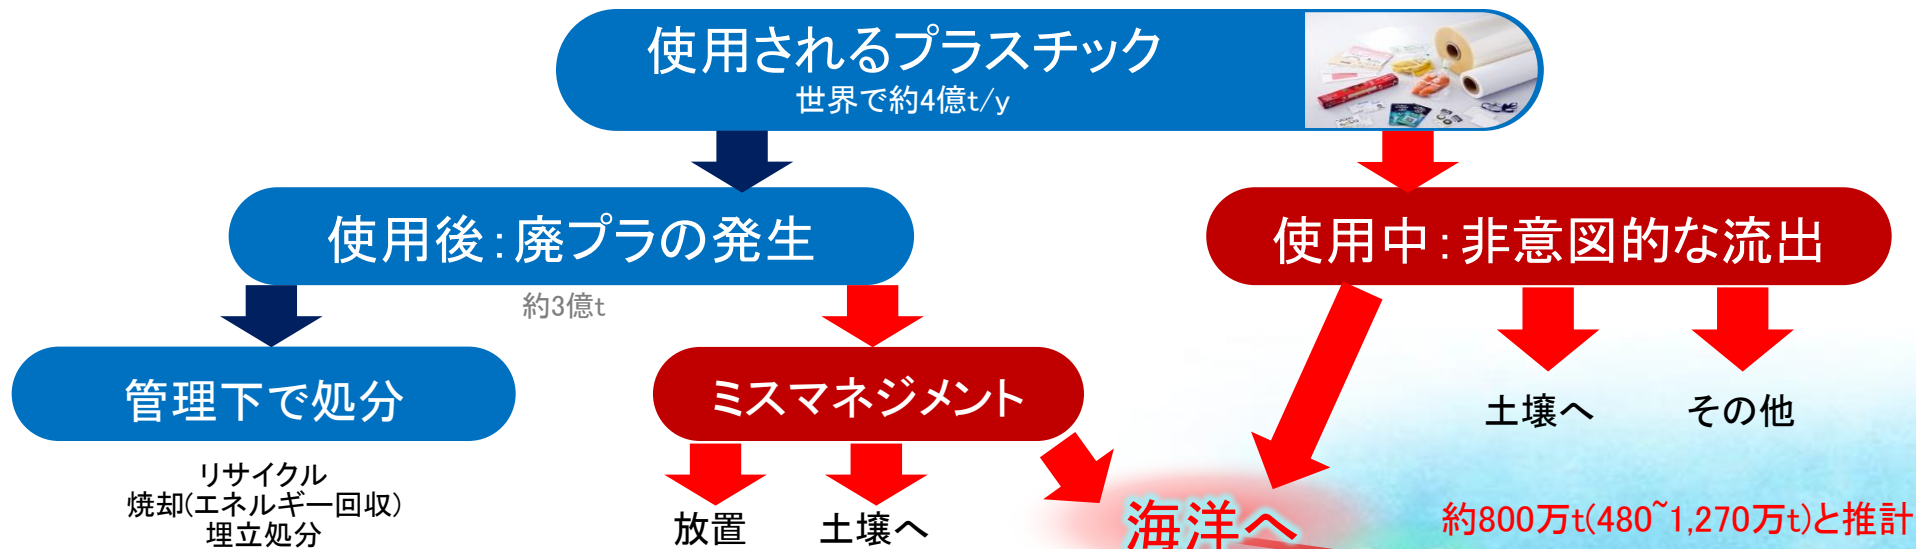 使用されるプラスチック
世界で約4億t/y
使用後：廃プラの発生
使用中：非意図的な流出
約3億t
管理下で処分
ミスマネジメント
土壌へ
その他
リサイクル
焼却(エネルギー回収)
埋立処分
放置
土壌へ
海洋へ
約800万t(480~1,270万t)と推計